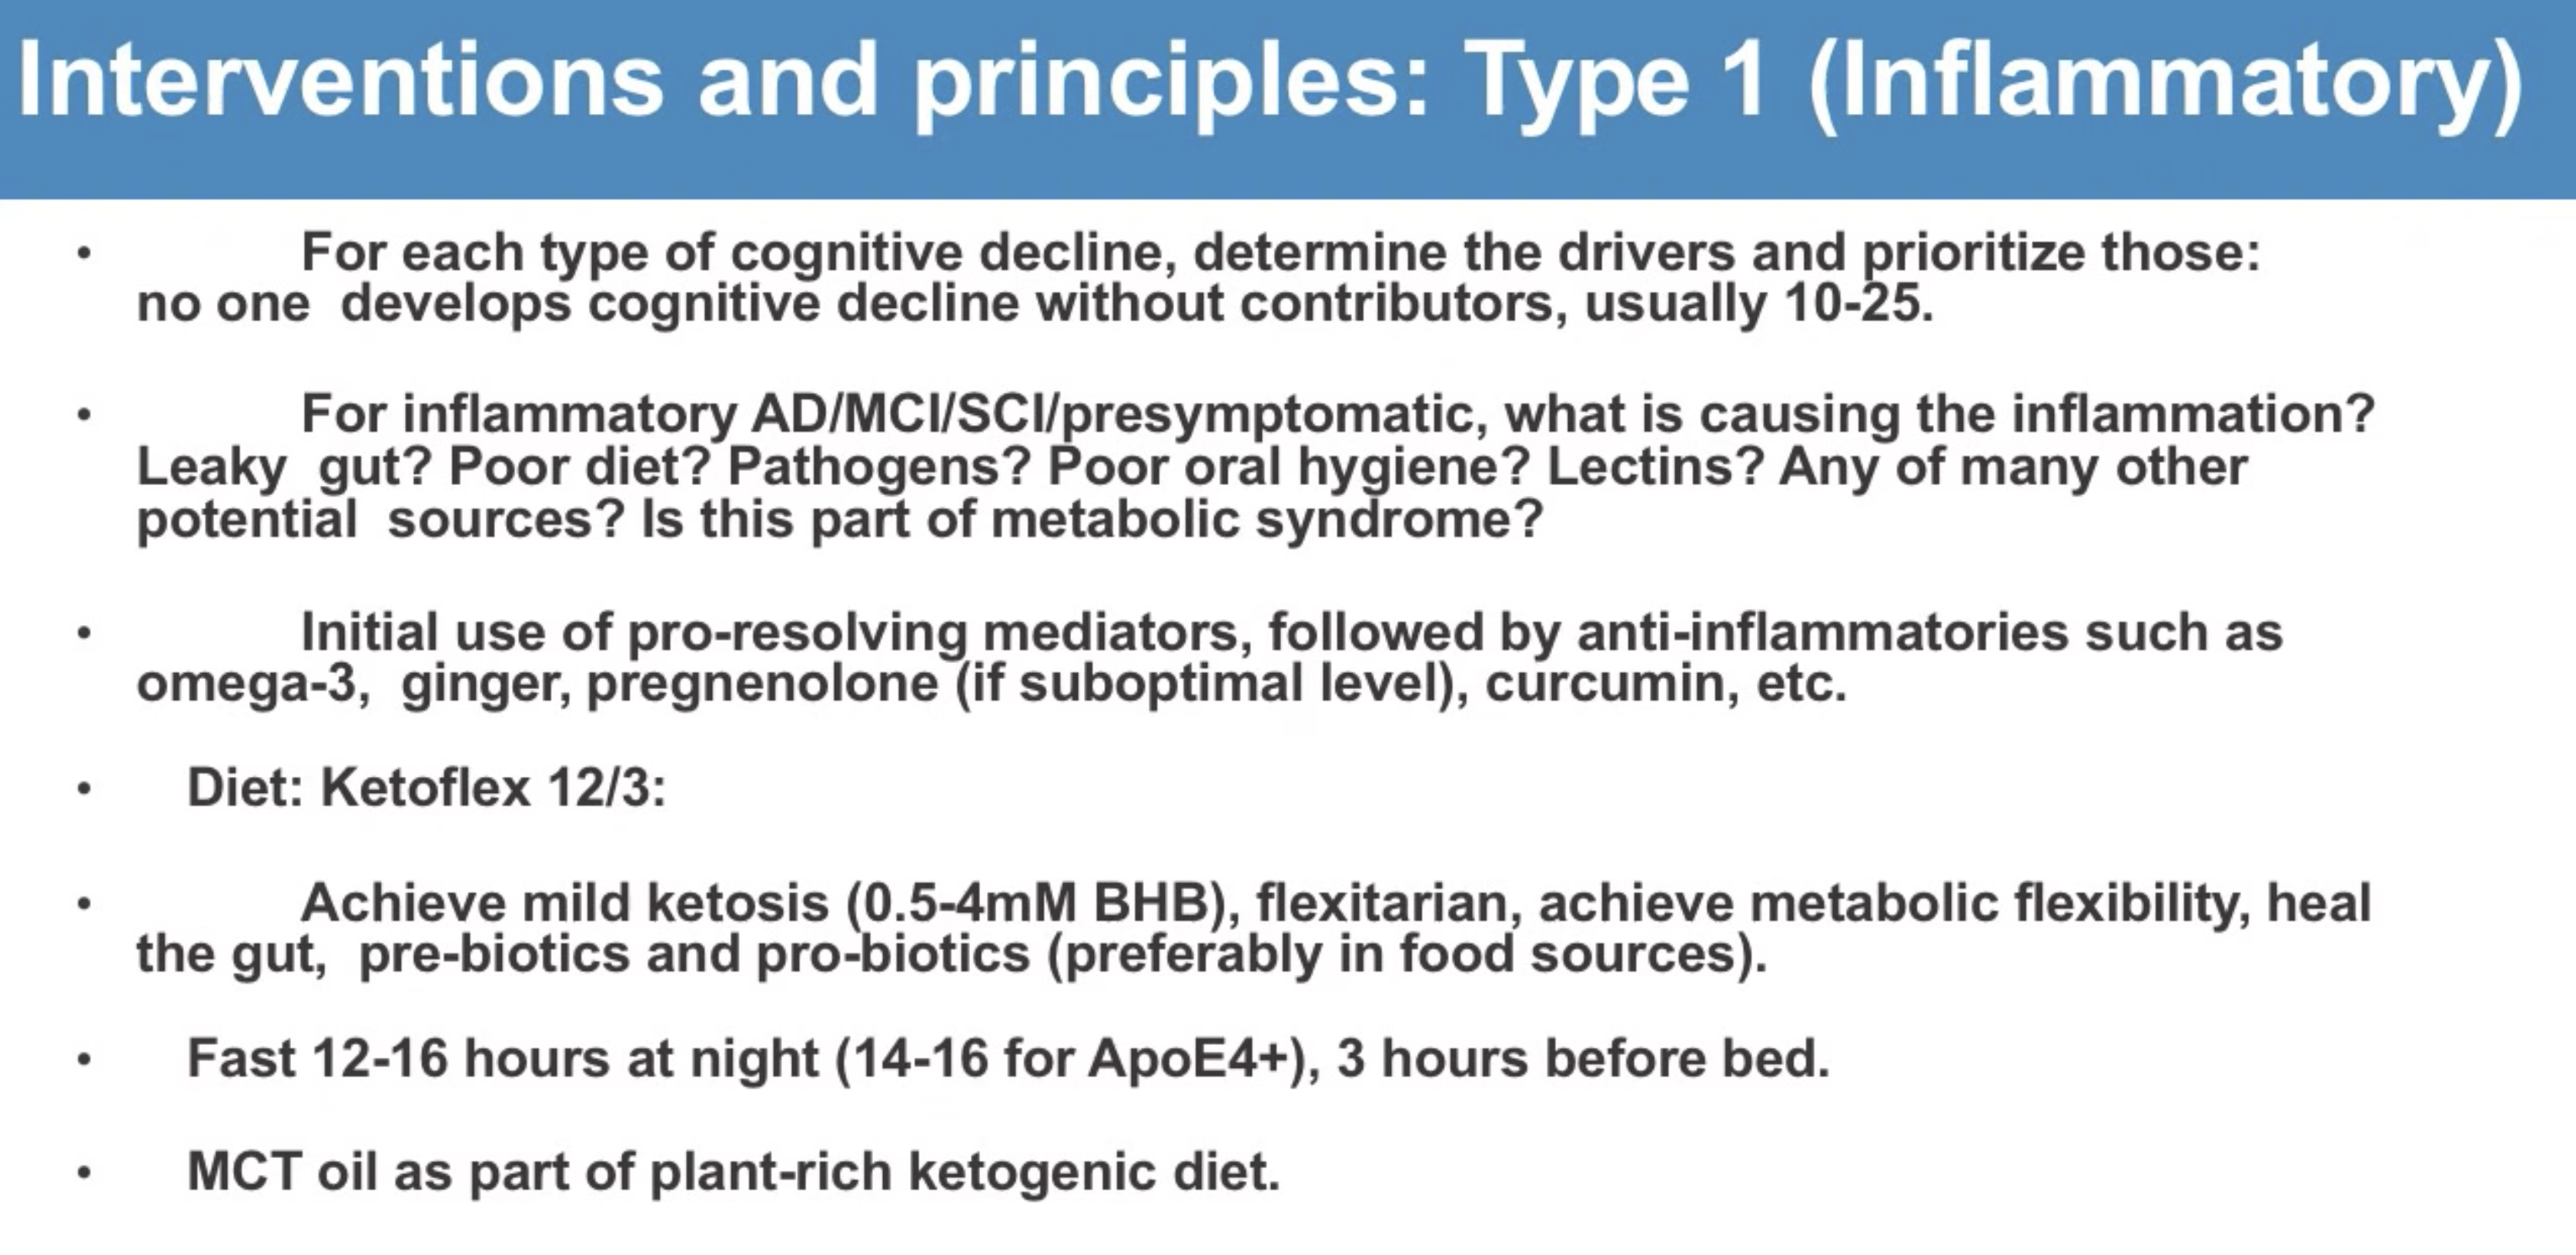 Interventions and principles: Type 1 (Inflammatory)
• For each type of cognitive decline, determine the drivers and prioritize those:
no one develops cognitive decline without contributors, usually 10-25.
• For inflammatory AD/MCI/SCI/presymptomatic, what is causing the inflammation?
Leaky gut? Poor diet? Pathogens? Poor oral hygiene? Lectins? Any of many other
potential sources? Is this part of metabolic syndrome?
• Initial use of pro-resolving mediators, followed by anti-inflammatories such as
omega-3, ginger, pregnenolone (if suboptimal level), curcumin, etc.
• Diet: Ketoflex 12/3:
• Achieve mild ketosis (0.5-4mM BHB), flexitarian, achieve metabolic flexibility, heal
the gut, pre-biotics and pro-biotics (preferably in food sources).
• Fast 12-16 hours at night (14-16 for ApoE4+), 3 hours before bed.
• MCT oil as part of plant-rich ketogenic diet.